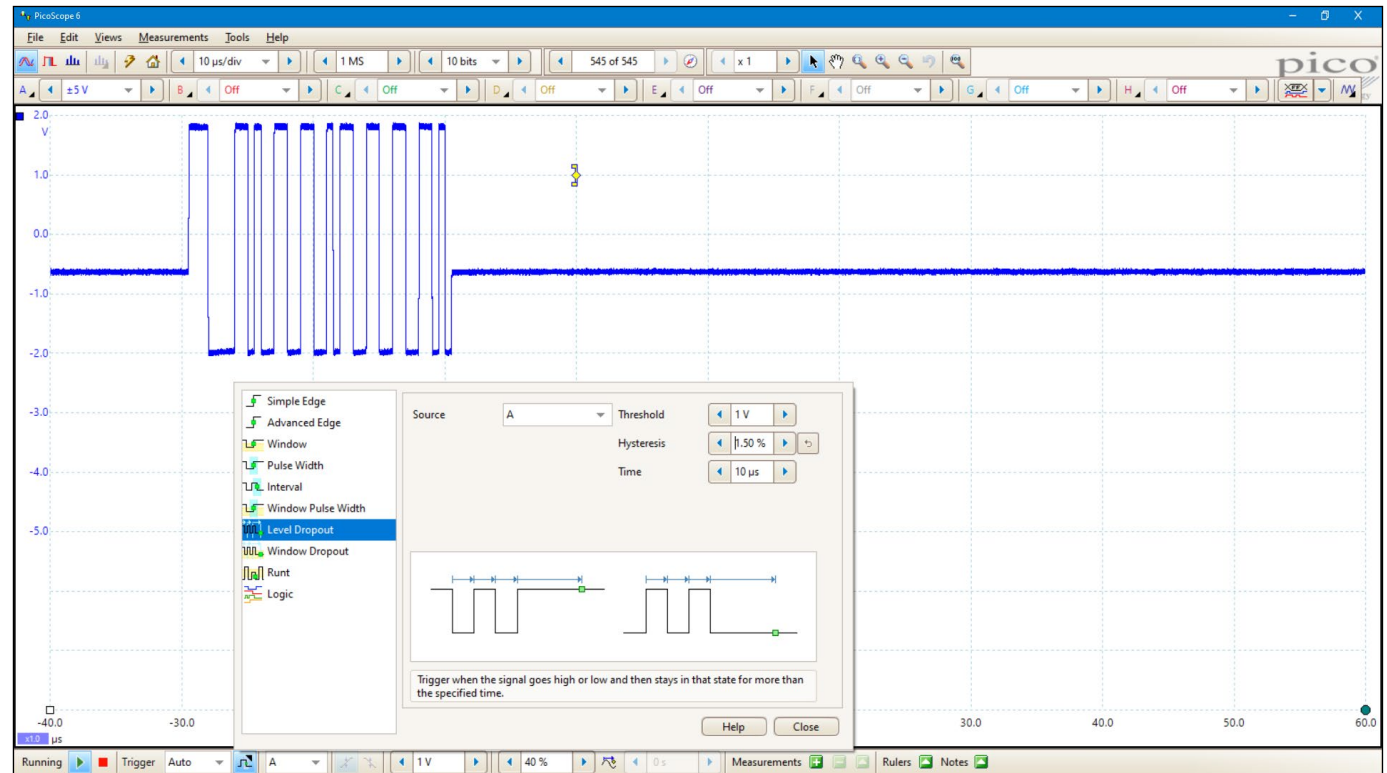 PicoScope 6
File Edit Views Measurements Tools Help
10 µs/div 1 MS 10 bits 545 of 545 x 1
pico
A ±5 V B Off C Off D Off E Off F Off G Off H Off
2.0
V
1.0
0.0
-1.0
-2.0
-3.0
-4.0
-5.0
Simple Edge
Advanced Edge
Window
Pulse Width
Interval
Window Pulse Width
Level Dropout
Window Dropout
Runt
Logic
Source A Threshold 1 V
Hysteresis 1.50 %
Time 10 µs
Trigger when the signal goes high or low and then stays in that state for more than
the specified time.
Help Close
-40.0 -30.0 30.0 40.0 50.0 60.0
x1.0 µs
Running Trigger Auto A 1 V 40 % 0 s Measurements Rulers Notes